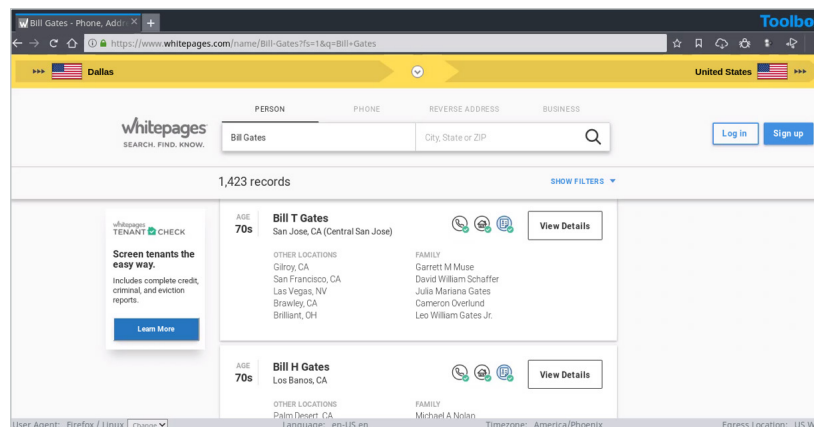 Bill Gates - Phone, Addr
Toolbo
https://www.whitepages.com/name/Bill-Gates?fs=1&q=Bill+Gates
Dallas
United States
PERSON PHONE REVERSE ADDRESS BUSINESS
whitepages
SEARCH. FIND. KNOW.
Bill Gates
City, State or ZIP
Log in
Sign up
1,423 records
SHOW FILTERS
whitepages
TENANT CHECK
Screen tenants the
easy way.
Includes complete credit,
criminal, and eviction
reports.
Learn More
AGE
70s
Bill T Gates
San Jose, CA (Central San Jose)
View Details
OTHER LOCATIONS
Gilroy, CA
San Francisco, CA
Las Vegas, NV
Brawley, CA
Brilliant, OH
FAMILY
Garrett M Muse
David William Schaffer
Julia Mariana Gates
Cameron Overlund
Leo William Gates Jr.
AGE
70s
Bill H Gates
Los Banos, CA
View Details
OTHER LOCATIONS
Palm Desert, CA
FAMILY
Michael A Nolan
User Agent: Firefox / Linux Change Language: en-US,en Timezone: America/Phoenix Egress Location: US W